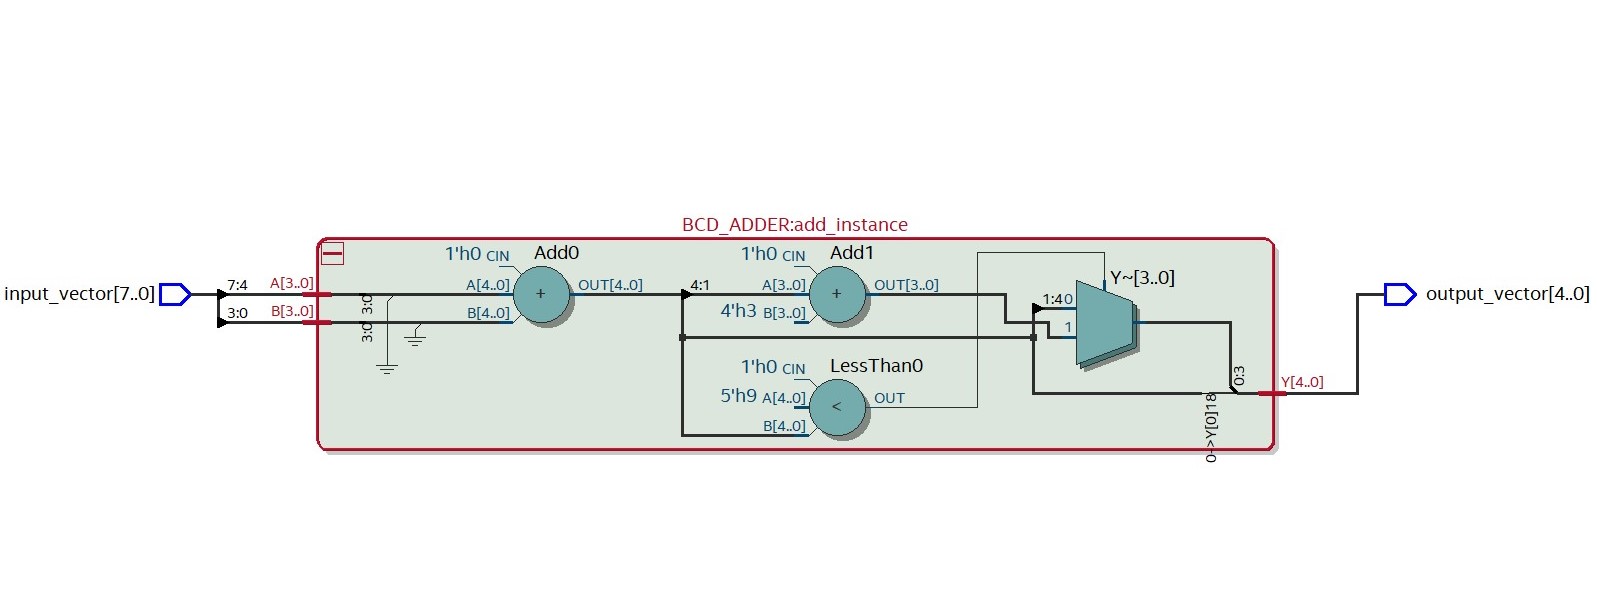 BCD_ADDER:add_instance
1'h0 CIN
Add0
1'h0 CIN
Add1
Y~[3..0]
input_vector[7..0]
7:4
A[3..0]
3:0
A[4..0]
+
OUT[4..0]
4:1
A[3..0]
+
OUT[3..0]
1:4
0
output_vector[4..0]
3:0
B[3..0]
3:0
B[4..0]
4'h3 B[3..0]
1
1'h0 CIN
LessThan0
5'h9 A[4..0]
<
OUT
B[4..0]
0:3
Y[4..0]
0->Y[0]18